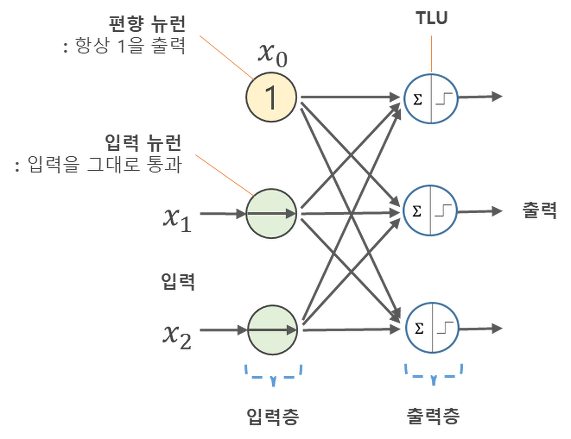 편향 뉴런
: 항상 1을 출력
x0
TLU
1
Σ
입력 뉴런
: 입력을 그대로 통과
x1
Σ
출력
입력
x2
Σ
입력층
출력층